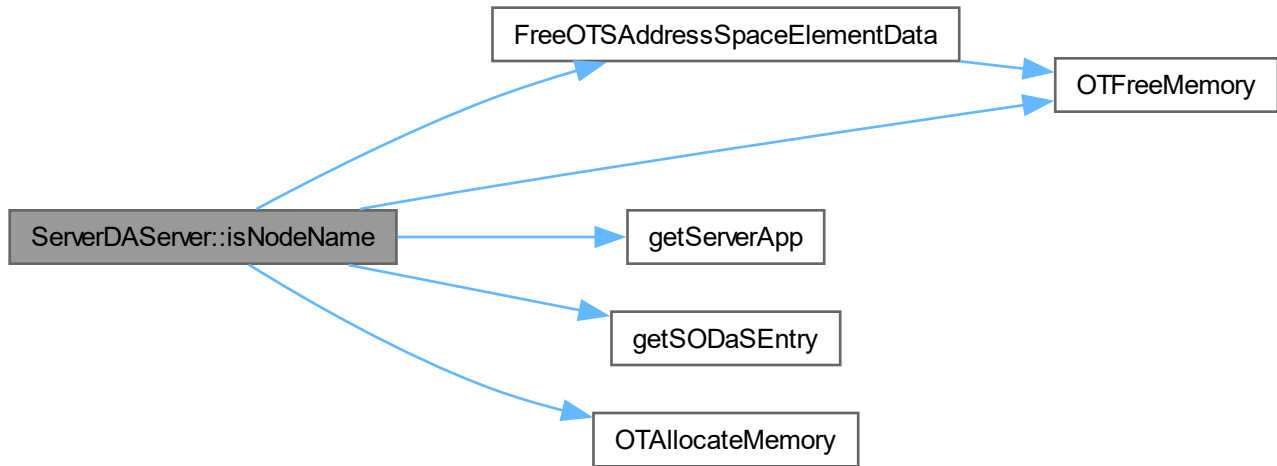 FreeOTSAddressSpaceElementData
OTFreeMemory
ServerDAServer::isNodeName
getServerApp
getSODaSEntry
OTAllocateMemory